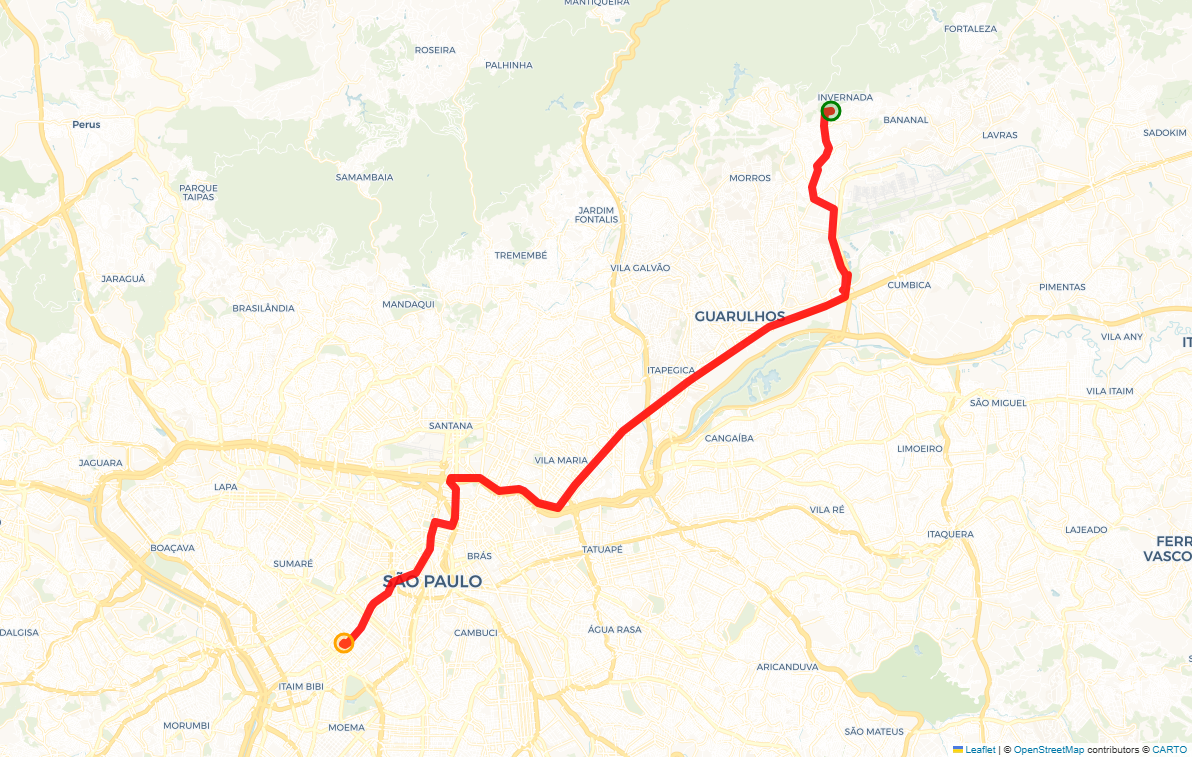 MANTIQUEIRA
FORTALEZA
ROSEIRA
PALHINHA
INVERNADA
BANANAL
Perus
LAVRAS
SADOKIM
SAMAMBAIA
MORROS
PARQUE
TAIPAS
JARDIM
FONTALIS
TREMEMBÉ
VILA GALVÃO
JARAGUÁ
CUMBICA
PIMENTAS
MANDAQUI
BRASILÂNDIA
GUARULHOS
VILA ANY
IT
ITAPEGICA
VILA ITAIM
SÃO MIGUEL
SANTANA
CANGAÍBA
LIMOEIRO
JAGUARA
VILA MARIA
LAPA
VILA RÉ
LAJEADO
ITAQUERA
FERR
VASCO
BOAÇAVA
TATUAPÉ
BRÁS
SUMARÉ
SÃO PAULO
DALGISA
CAMBUCI
ÁGUA RASA
ARICANDUVA
S
ITAIM BIBI
MORUMBI
MOEMA
SÃO MATEUS
Leaflet | © OpenStreetMap contributors © CARTO